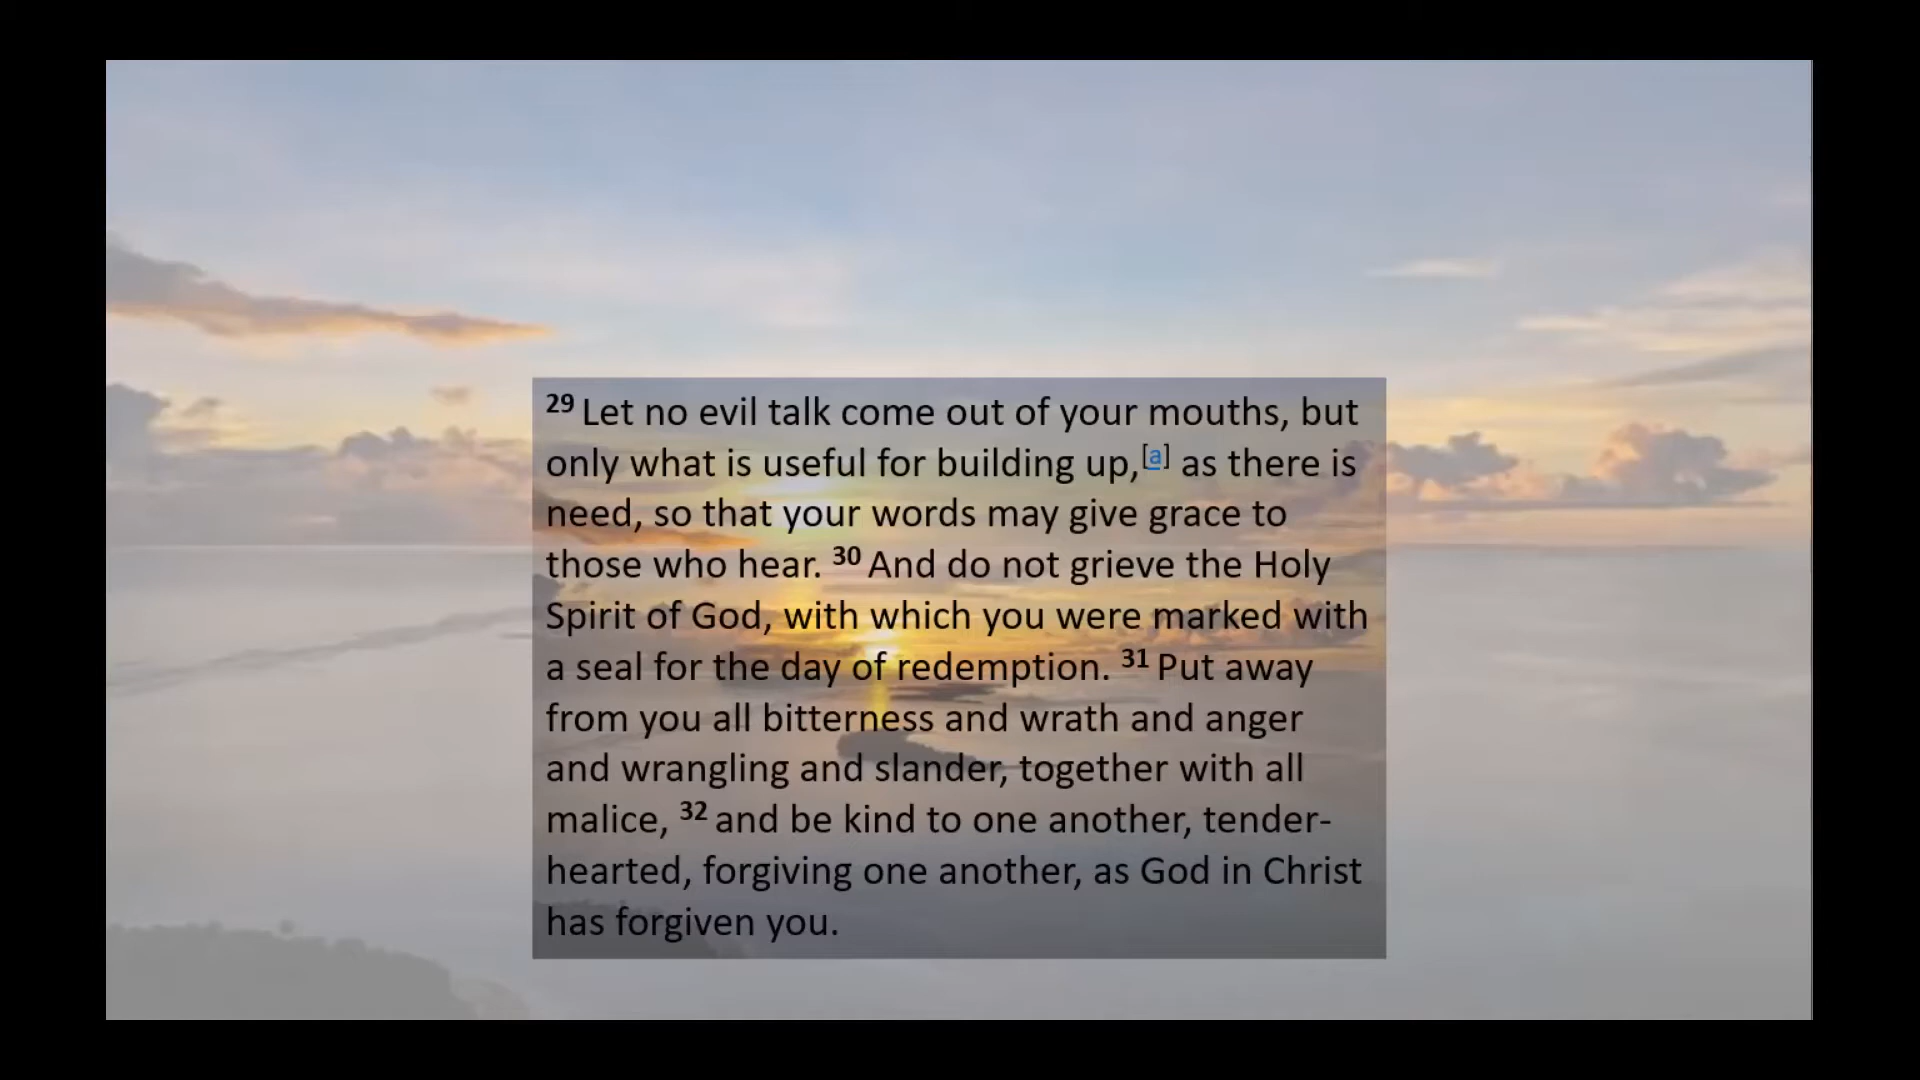 29 Let no evil talk come out of your mouths, but
only what is useful for building up,[a] as there is
need, so that your words may give grace to
those who hear. 30 And do not grieve the Holy
Spirit of God, with which you were marked with
a seal for the day of redemption. 31 Put away
from you all bitterness and wrath and anger
and wrangling and slander, together with all
malice, 32 and be kind to one another, tender-
hearted, forgiving one another, as God in Christ
has forgiven you.